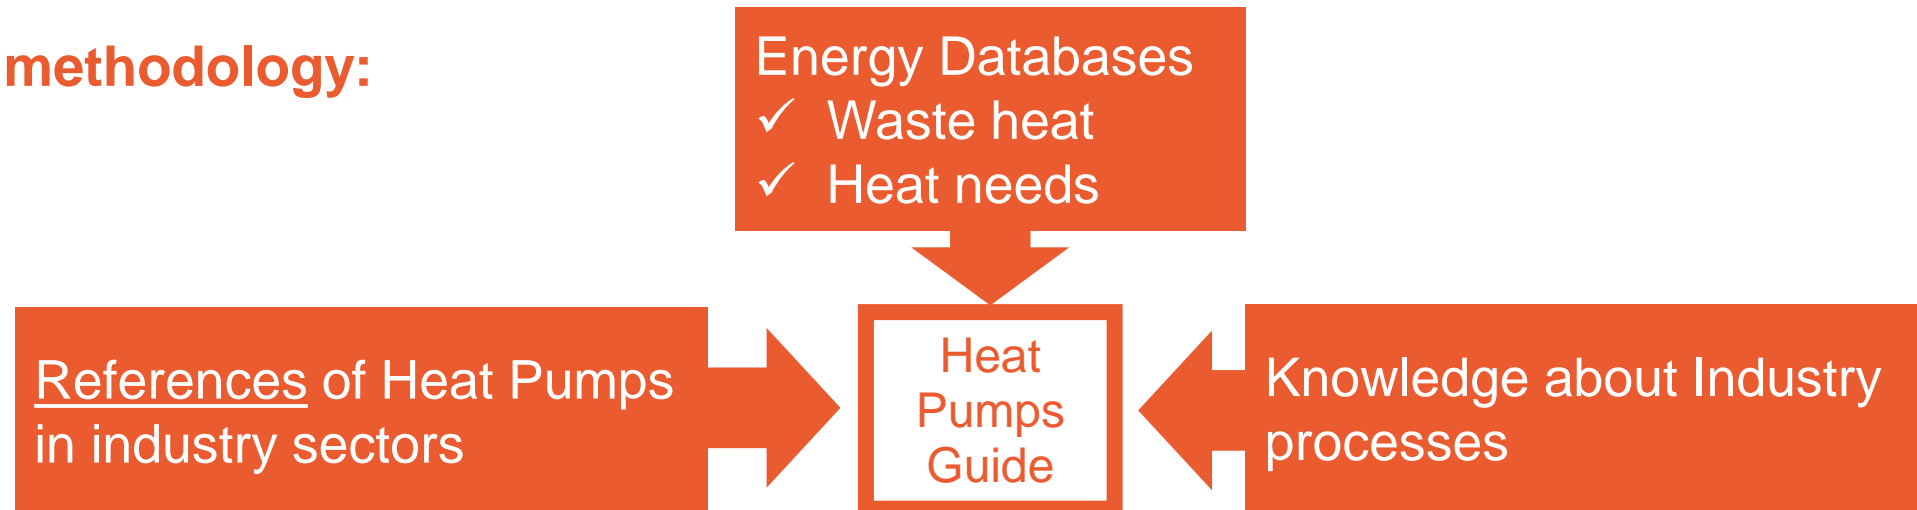 methodology:
Energy Databases
✓ Waste heat
✓ Heat needs
References of Heat Pumps
in industry sectors
Heat
Pumps
Guide
Knowledge about Industry
processes